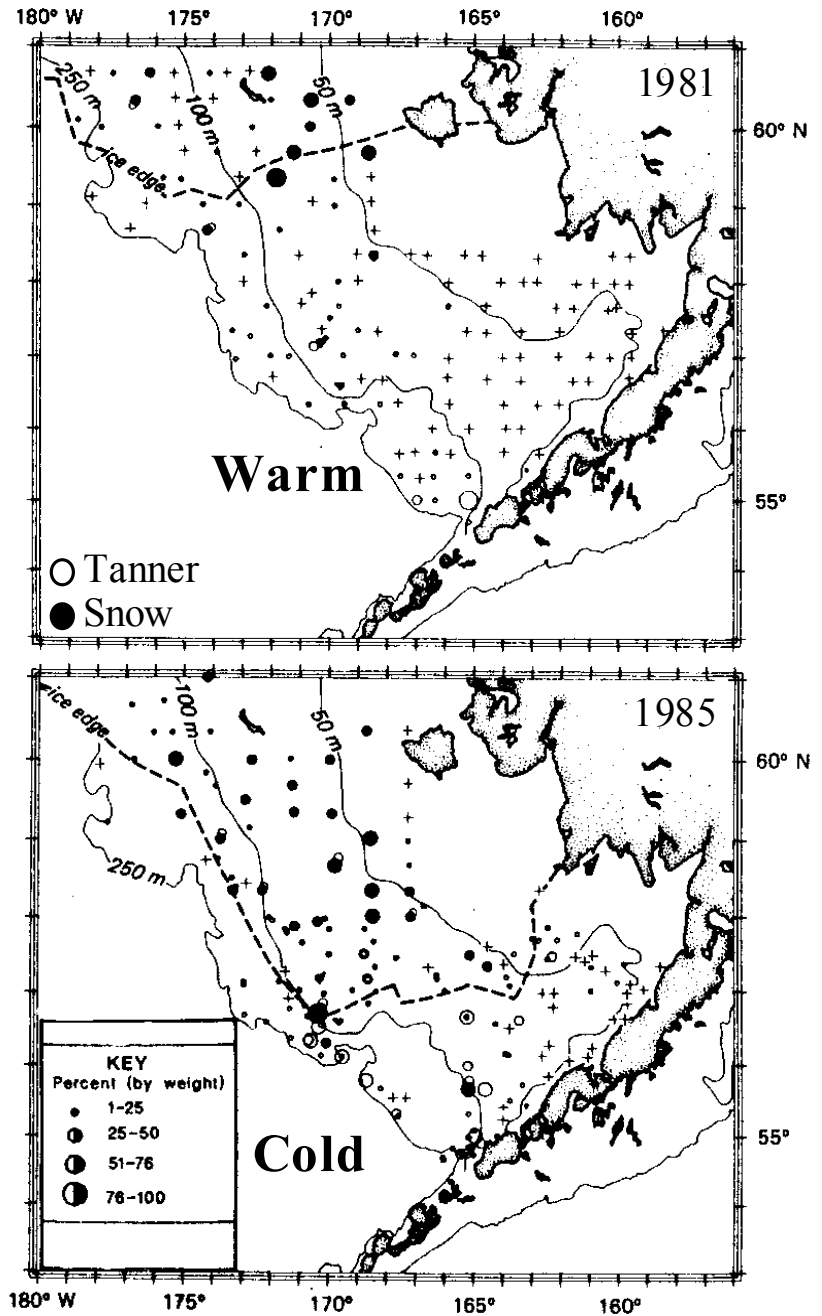 180° W 175° 170° 165° 160°
1981
250 m
100 m
50 m
60° N
ice edge
Warm
55°
Tanner
Snow
1985
ice edge
100 m
50 m
60° N
250 m
KEY
Percent (by weight)
1-25
25-50
51-76
76-100
Cold
55°
180° W 175° 170° 165° 160°